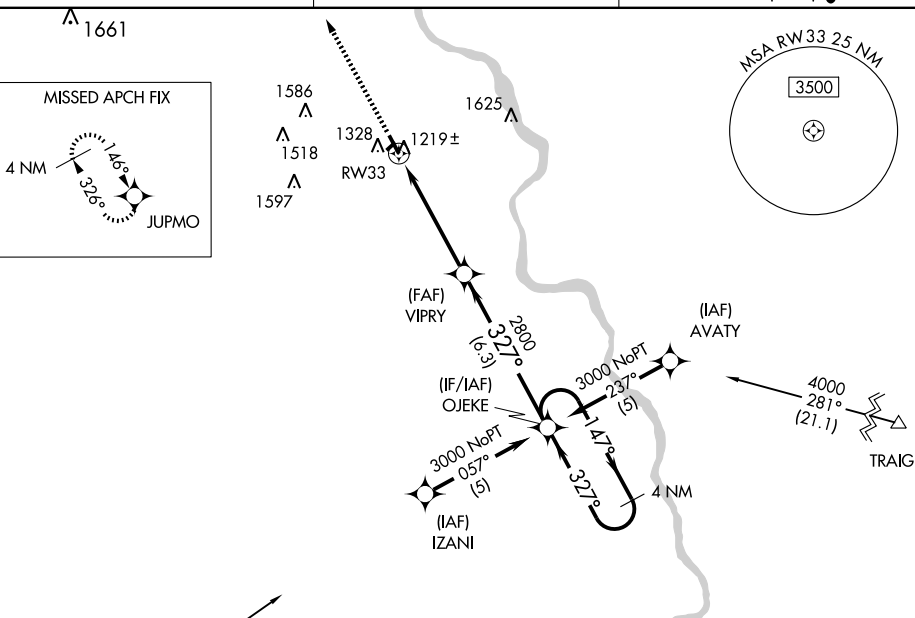 1661
MISSED APCH FIX
4 NM
146°
326°
JUPMO
1586
1518
1597
1328
1219±
RW33
1625
MSA RW33 25 NM
3500
(FAF)
VIPRY
2800
327°
(6.3)
(IF/IAF)
OJEKE
(IAF)
AVATY
3000 NoPT
237°
(5)
4000
281°
(21.1)
TRAIG
3000 NoPT
057°
(5)
(IAF)
IZANI
147°
327°
4 NM